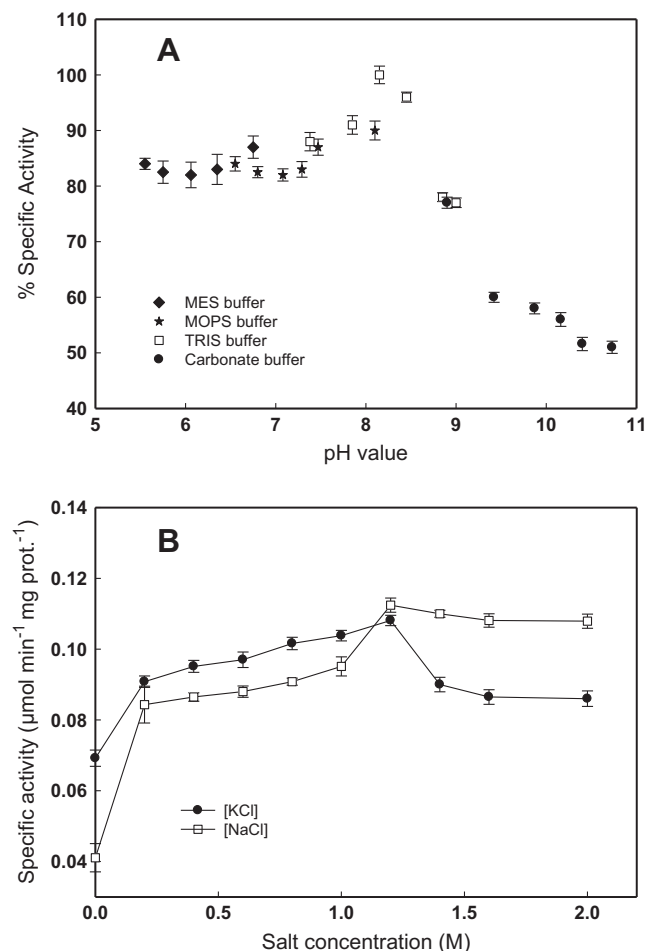 A
110
100
90
80
70
60
50
40
% Specific Activity
MES buffer
MOPS buffer
TRIS buffer
Carbonate buffer
5 6 7 8 9 10 11
pH value
B
0.14
0.12
0.10
0.08
0.06
0.04
Specific activity (µmol min⁻¹ mg prot.⁻¹)
[KCl]
[NaCl]
0.0 0.5 1.0 1.5 2.0
Salt concentration (M)